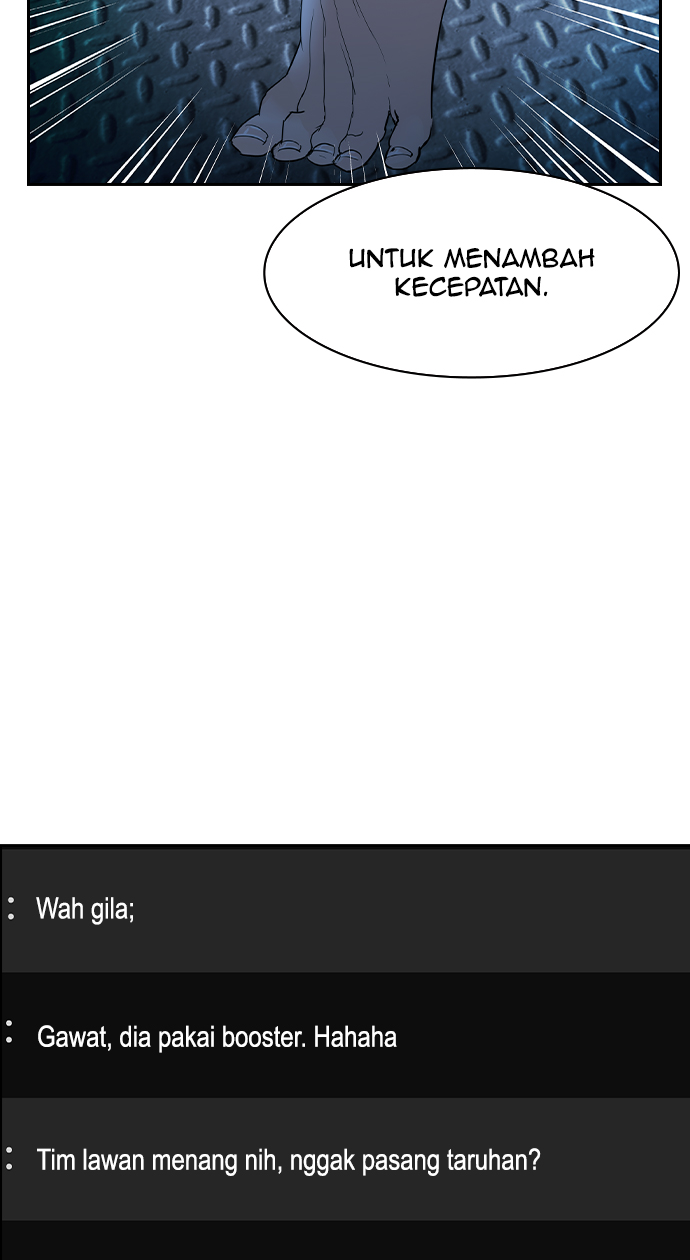 UNTUK MENAMBAH
KECEPATAN.
: Wah gila;
: Gawat, dia pakai booster. Hahaha
: Tim lawan menang nih, nggak pasang taruhan?